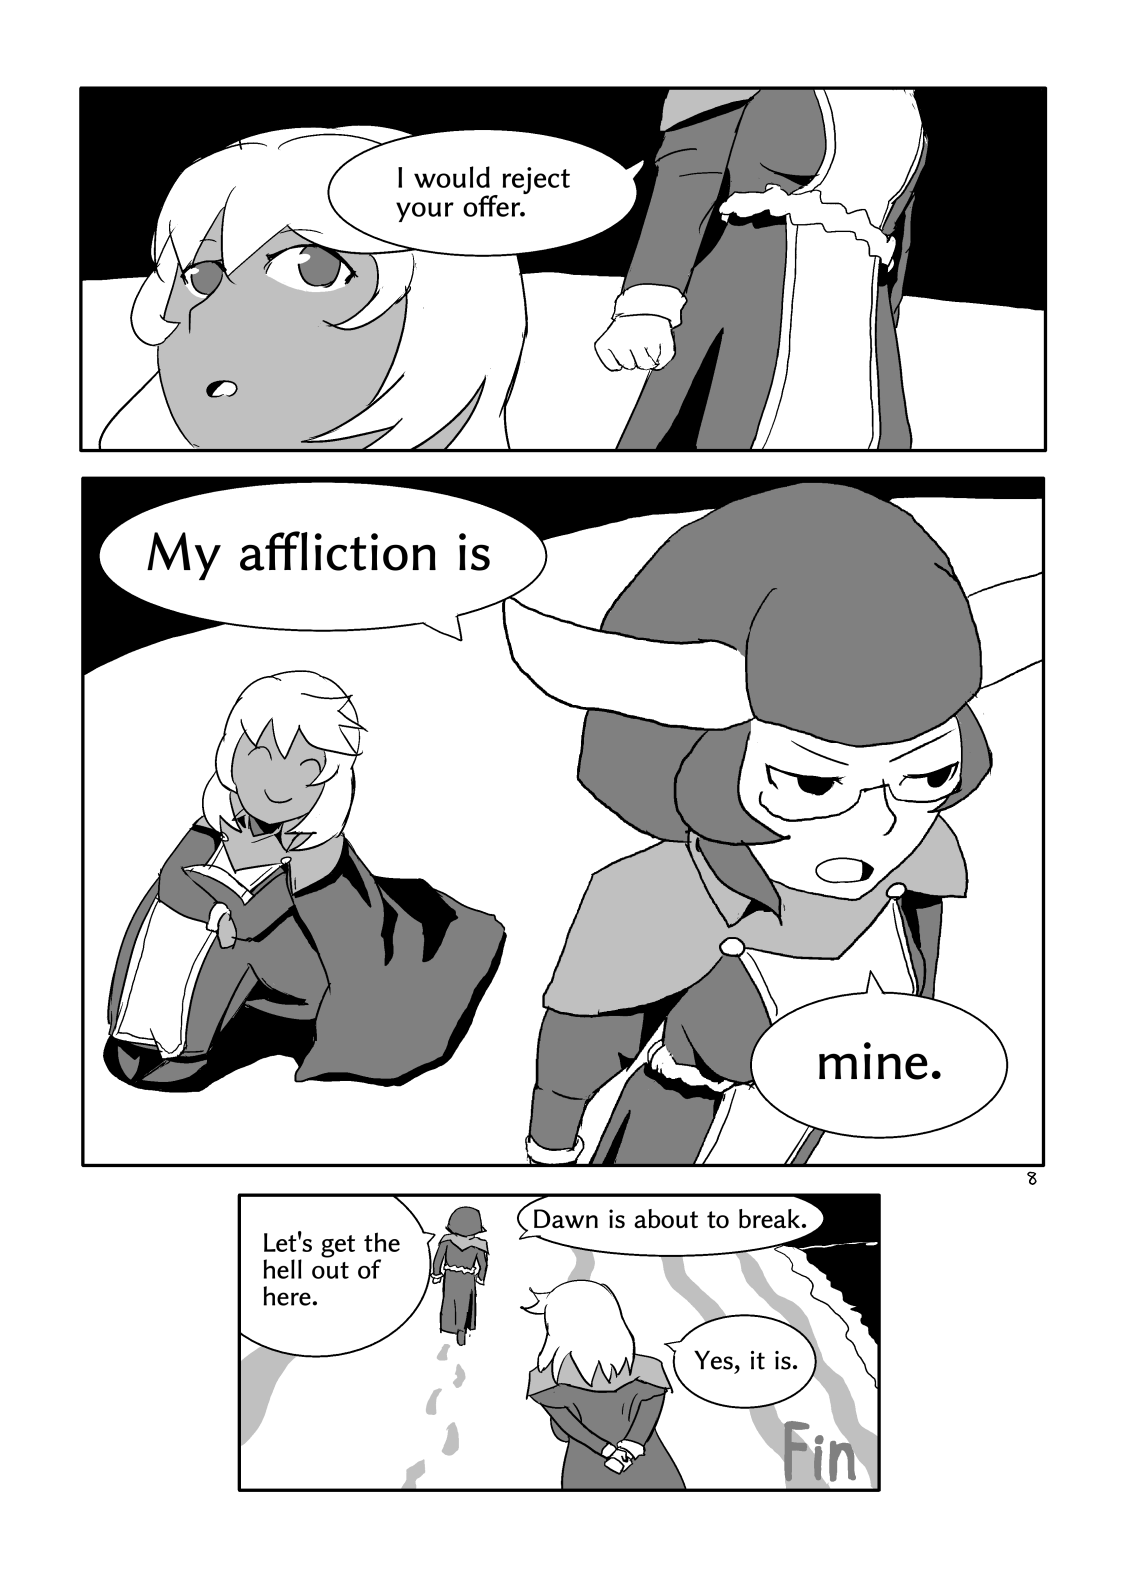 I would reject
your offer.
My affliction is
mine.
8
Let's get the
hell out of
here.
Dawn is about to break.
Yes, it is.
Fin